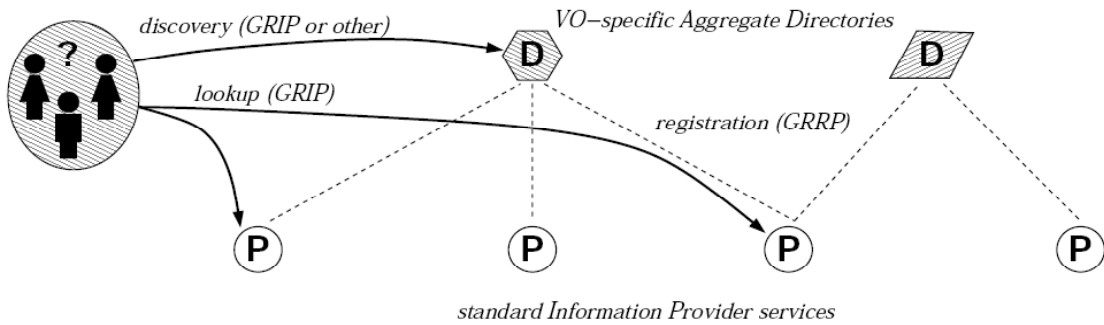 discovery (GRIP or other)
VO–specific Aggregate Directories
?
D
D
lookup (GRIP)
registration (GRRP)
P
P
P
P
standard Information Provider services